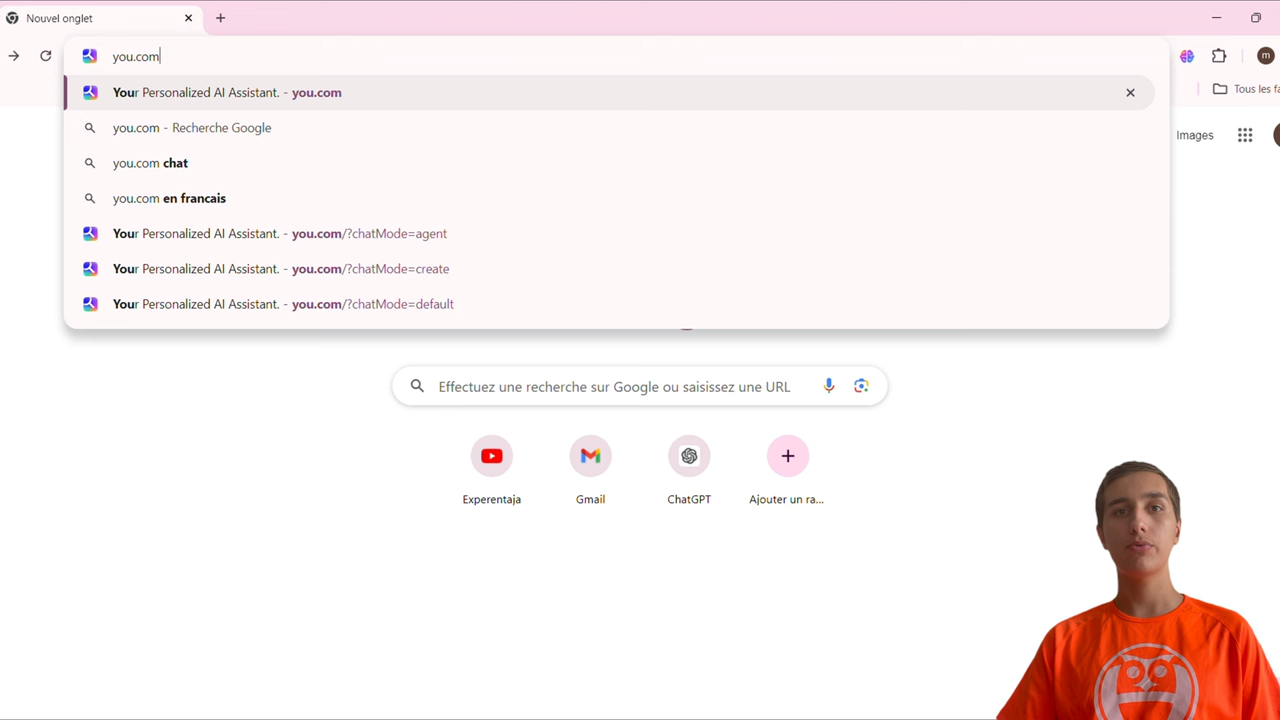 Nouvel onglet
you.com
Tous les fa
Your Personalized AI Assistant. - you.com
you.com - Recherche Google
Images
you.com chat
you.com en francais
Your Personalized AI Assistant. - you.com/?chatMode=agent
Your Personalized AI Assistant. - you.com/?chatMode=create
Your Personalized AI Assistant. - you.com/?chatMode=default
Effectuez une recherche sur Google ou saisissez une URL
Experentaja
Gmail
ChatGPT
Ajouter un ra...
m